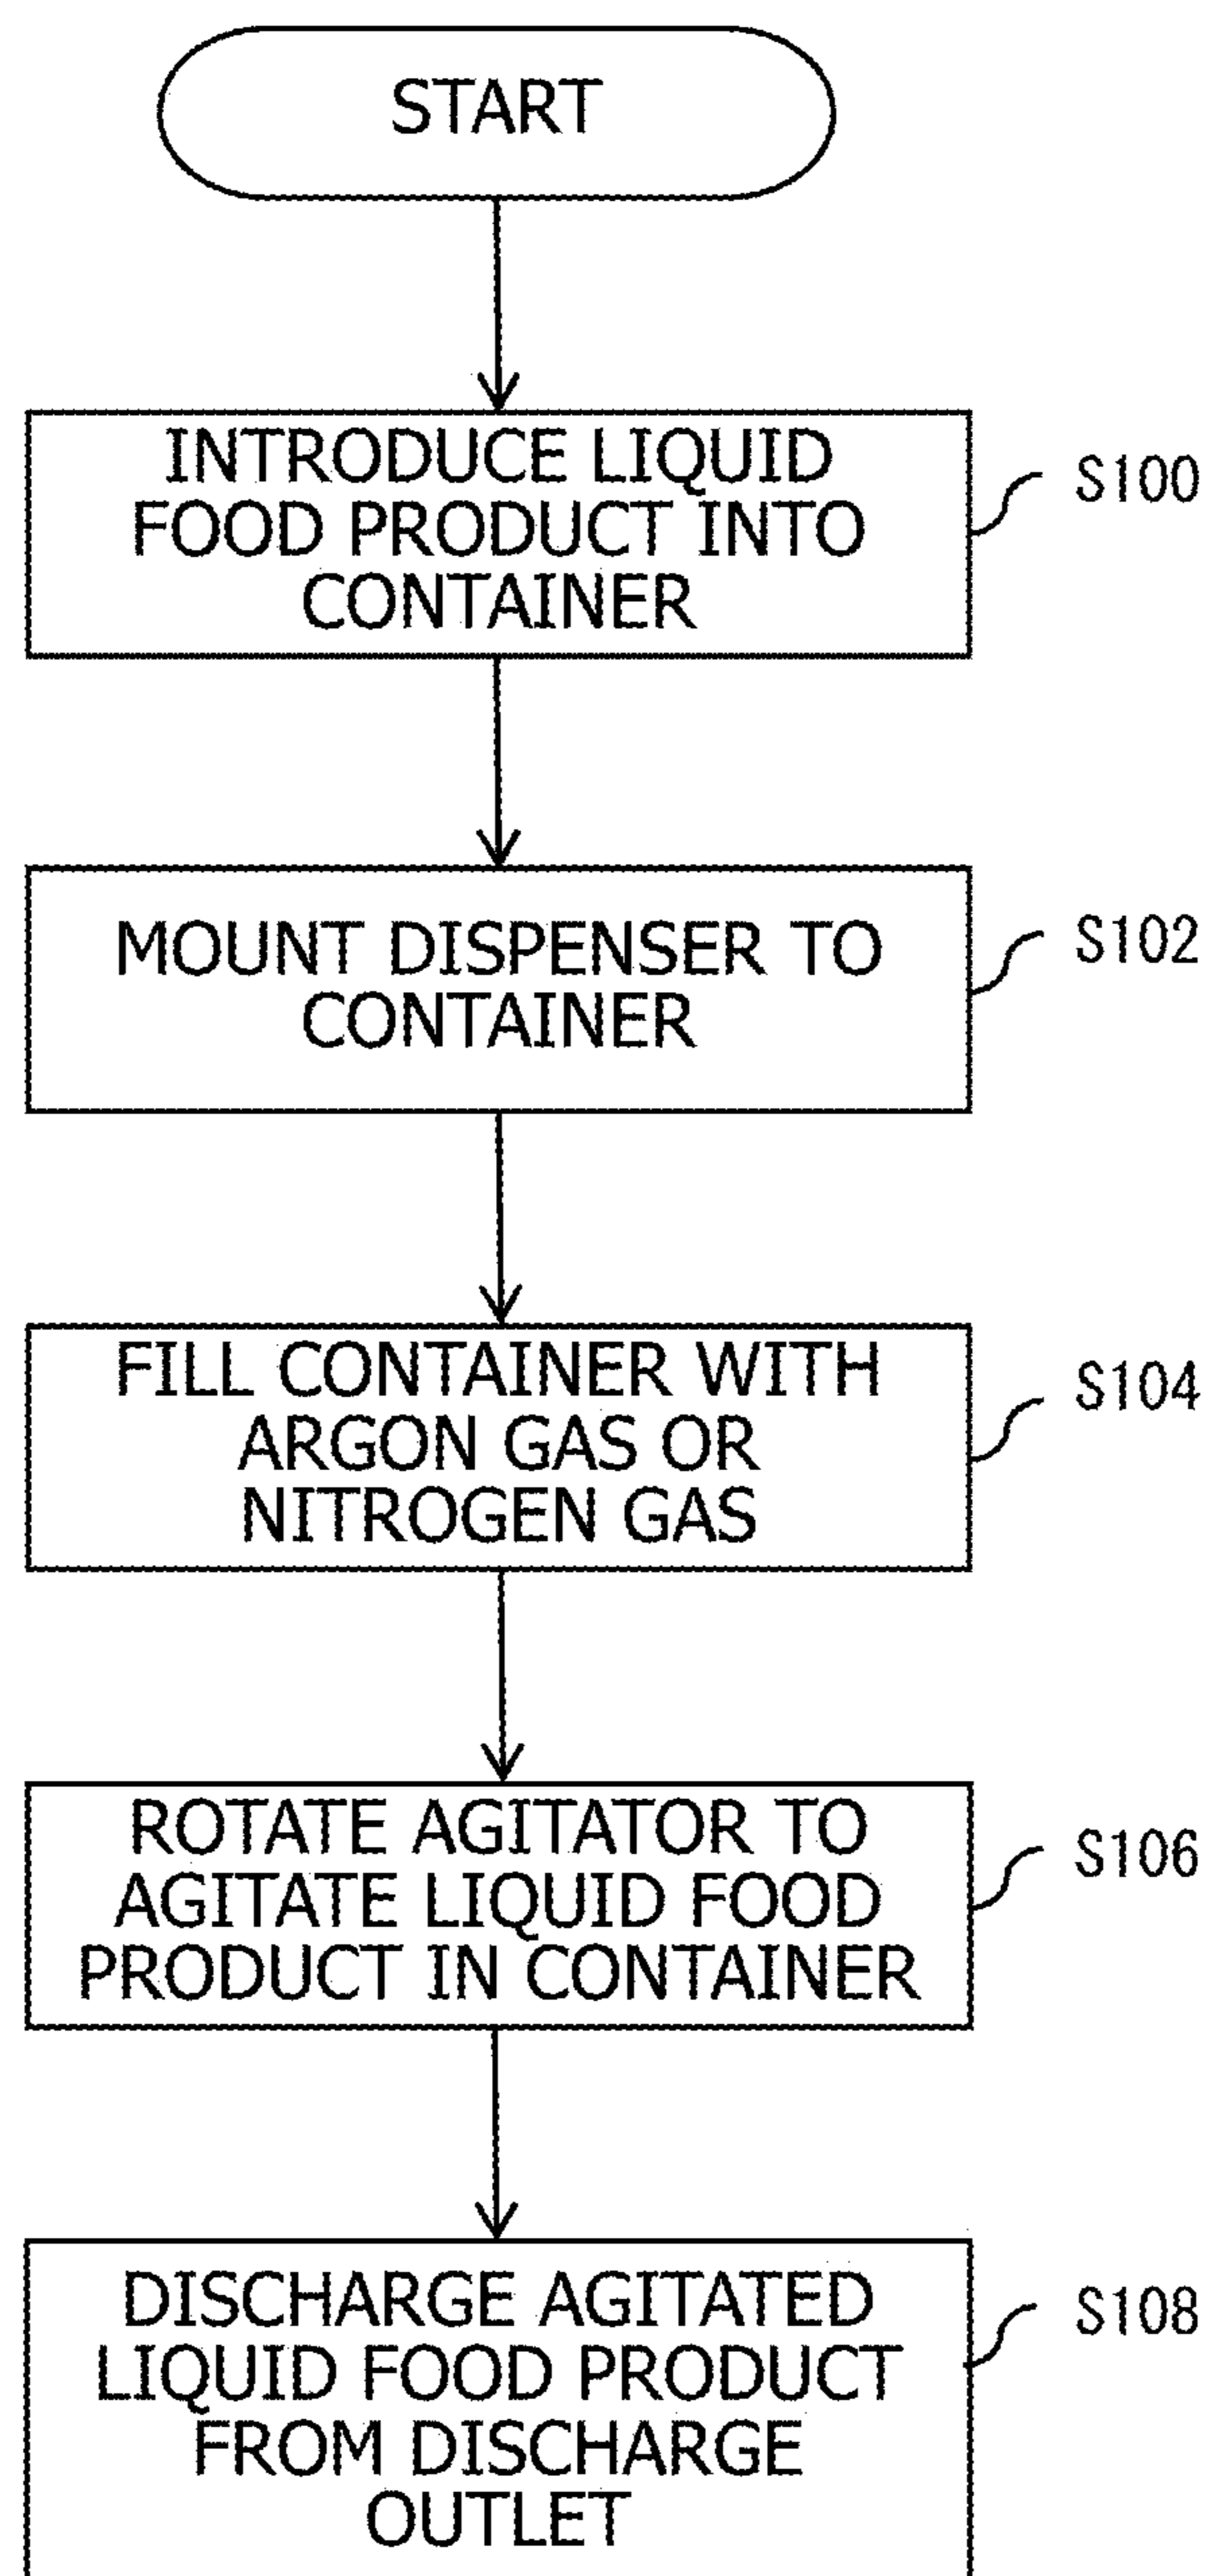 START
INTRODUCE LIQUID
FOOD PRODUCT INTO
CONTAINER
S100
MOUNT DISPENSER TO
CONTAINER
S102
FILL CONTAINER WITH
ARGON GAS OR
NITROGEN GAS
S104
ROTATE AGITATOR TO
AGITATE LIQUID FOOD
PRODUCT IN CONTAINER
S106
DISCHARGE AGITATED
LIQUID FOOD PRODUCT
FROM DISCHARGE
OUTLET
S108